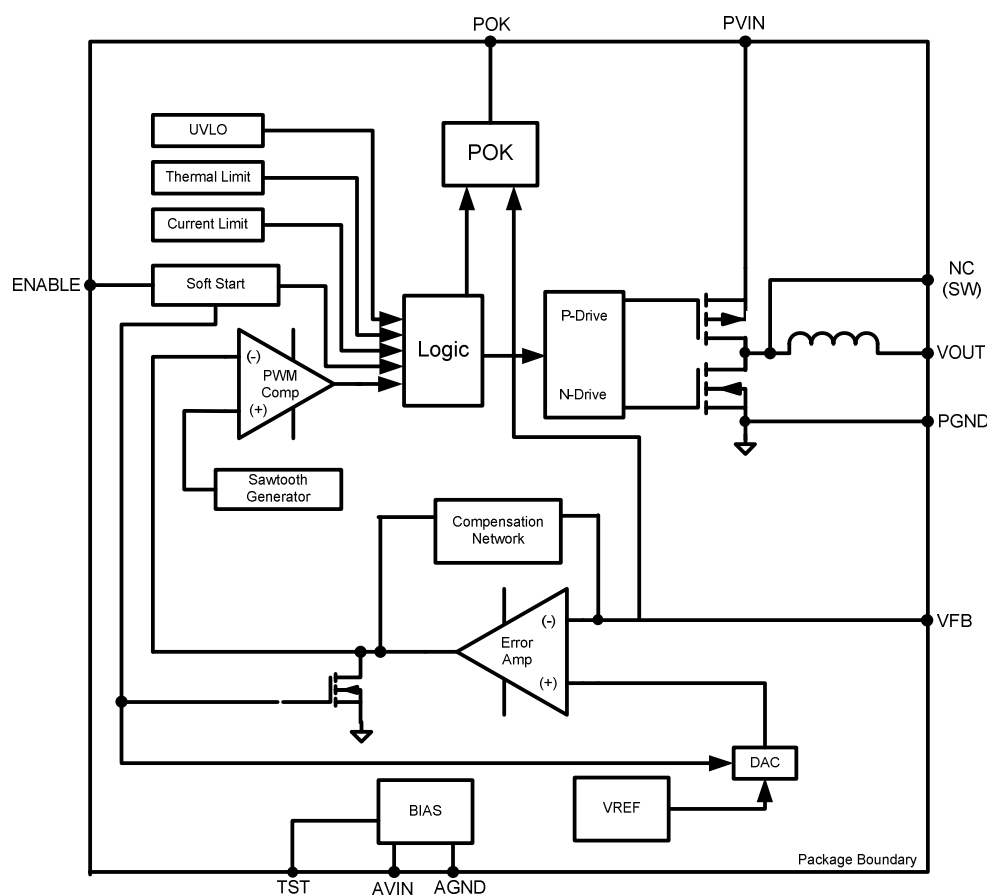 POK
PVIN
UVLO
POK
Thermal Limit
Current Limit
ENABLE
Soft Start
NC
(SW)
P-Drive
Logic
(-)
PWM
Comp
(+)
VOUT
N-Drive
PGND
Sawtooth
Generator
Compensation
Network
(-)
VFB
Error
Amp
(+)
DAC
BIAS
VREF
Package Boundary
TST
AVIN
AGND